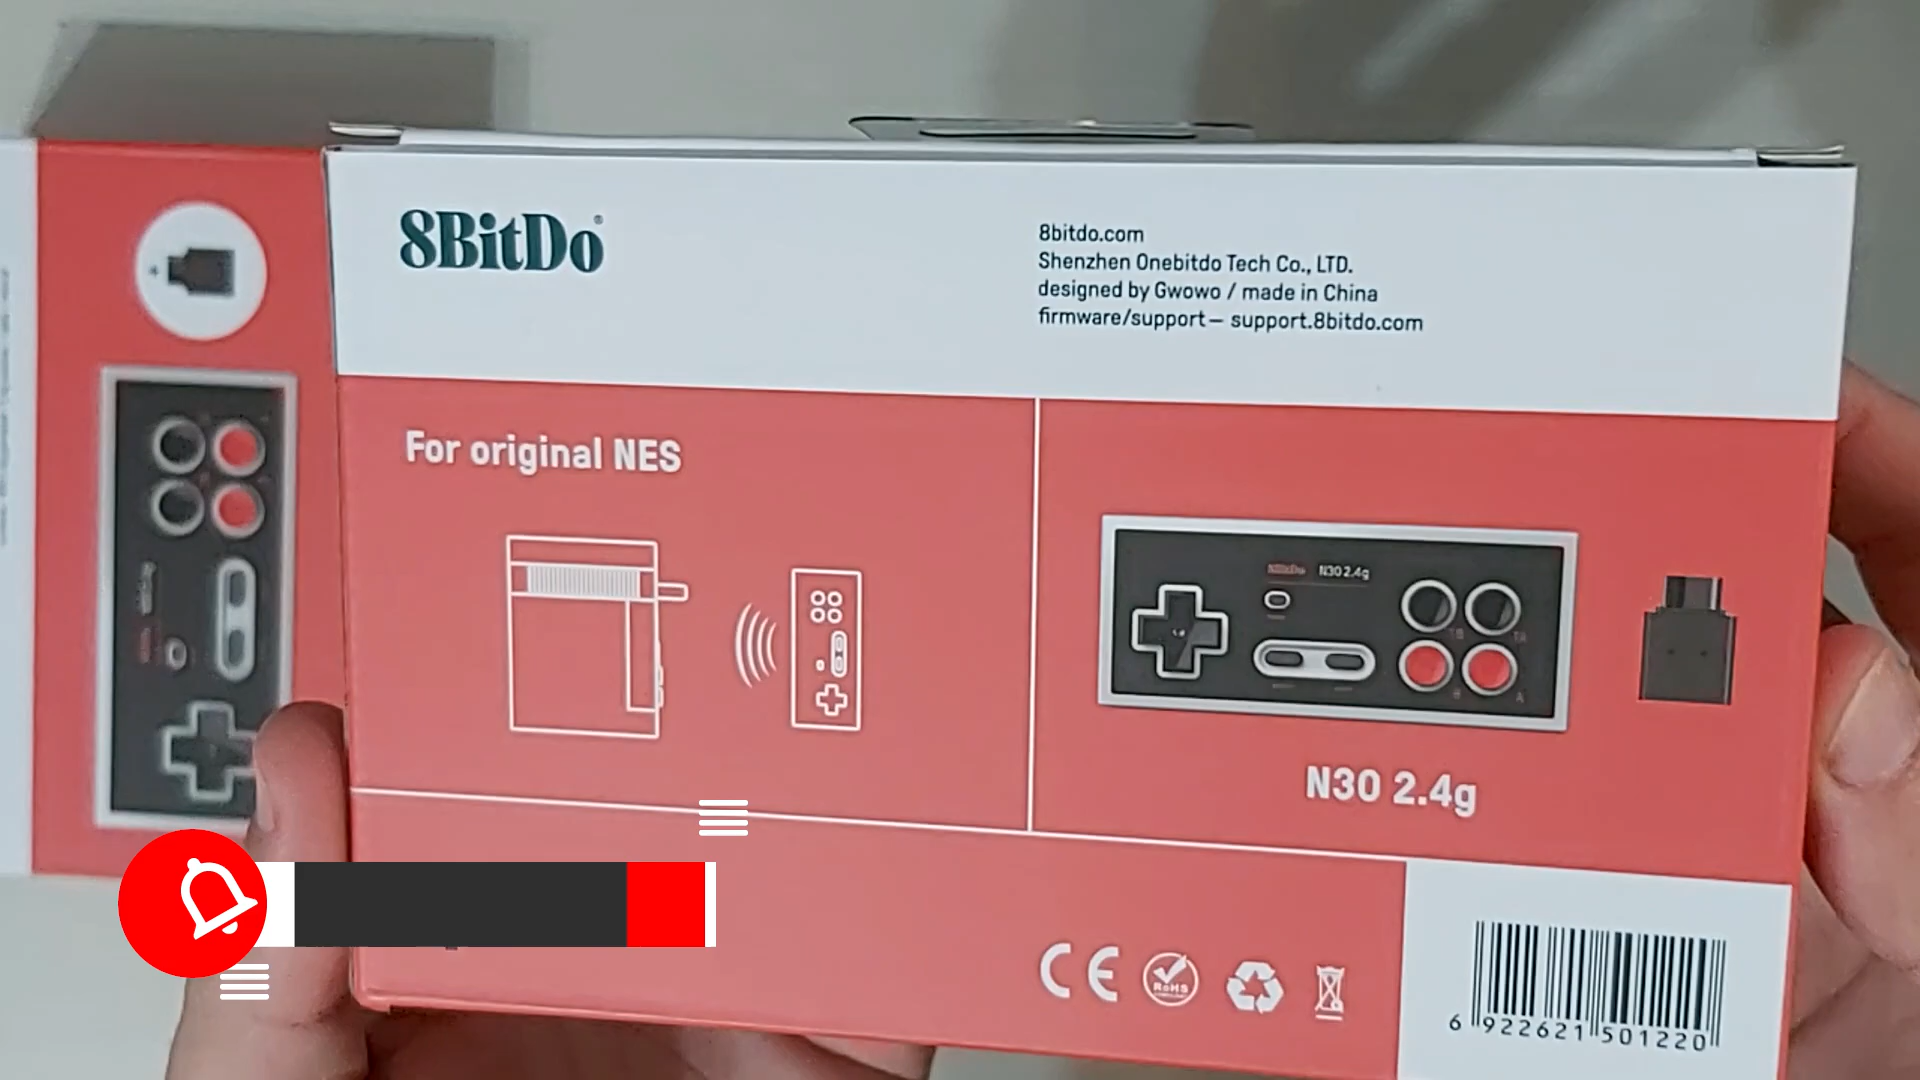 8BitDo®
8bitdo.com
Shenzhen Onebitdo Tech Co., LTD.
designed by Gwowo / made in China
firmware/support – support.8bitdo.com
For original NES
8BitDo N30 2.4g
B
A
N30 2.4g
CE
RoHS
6 922621 501220